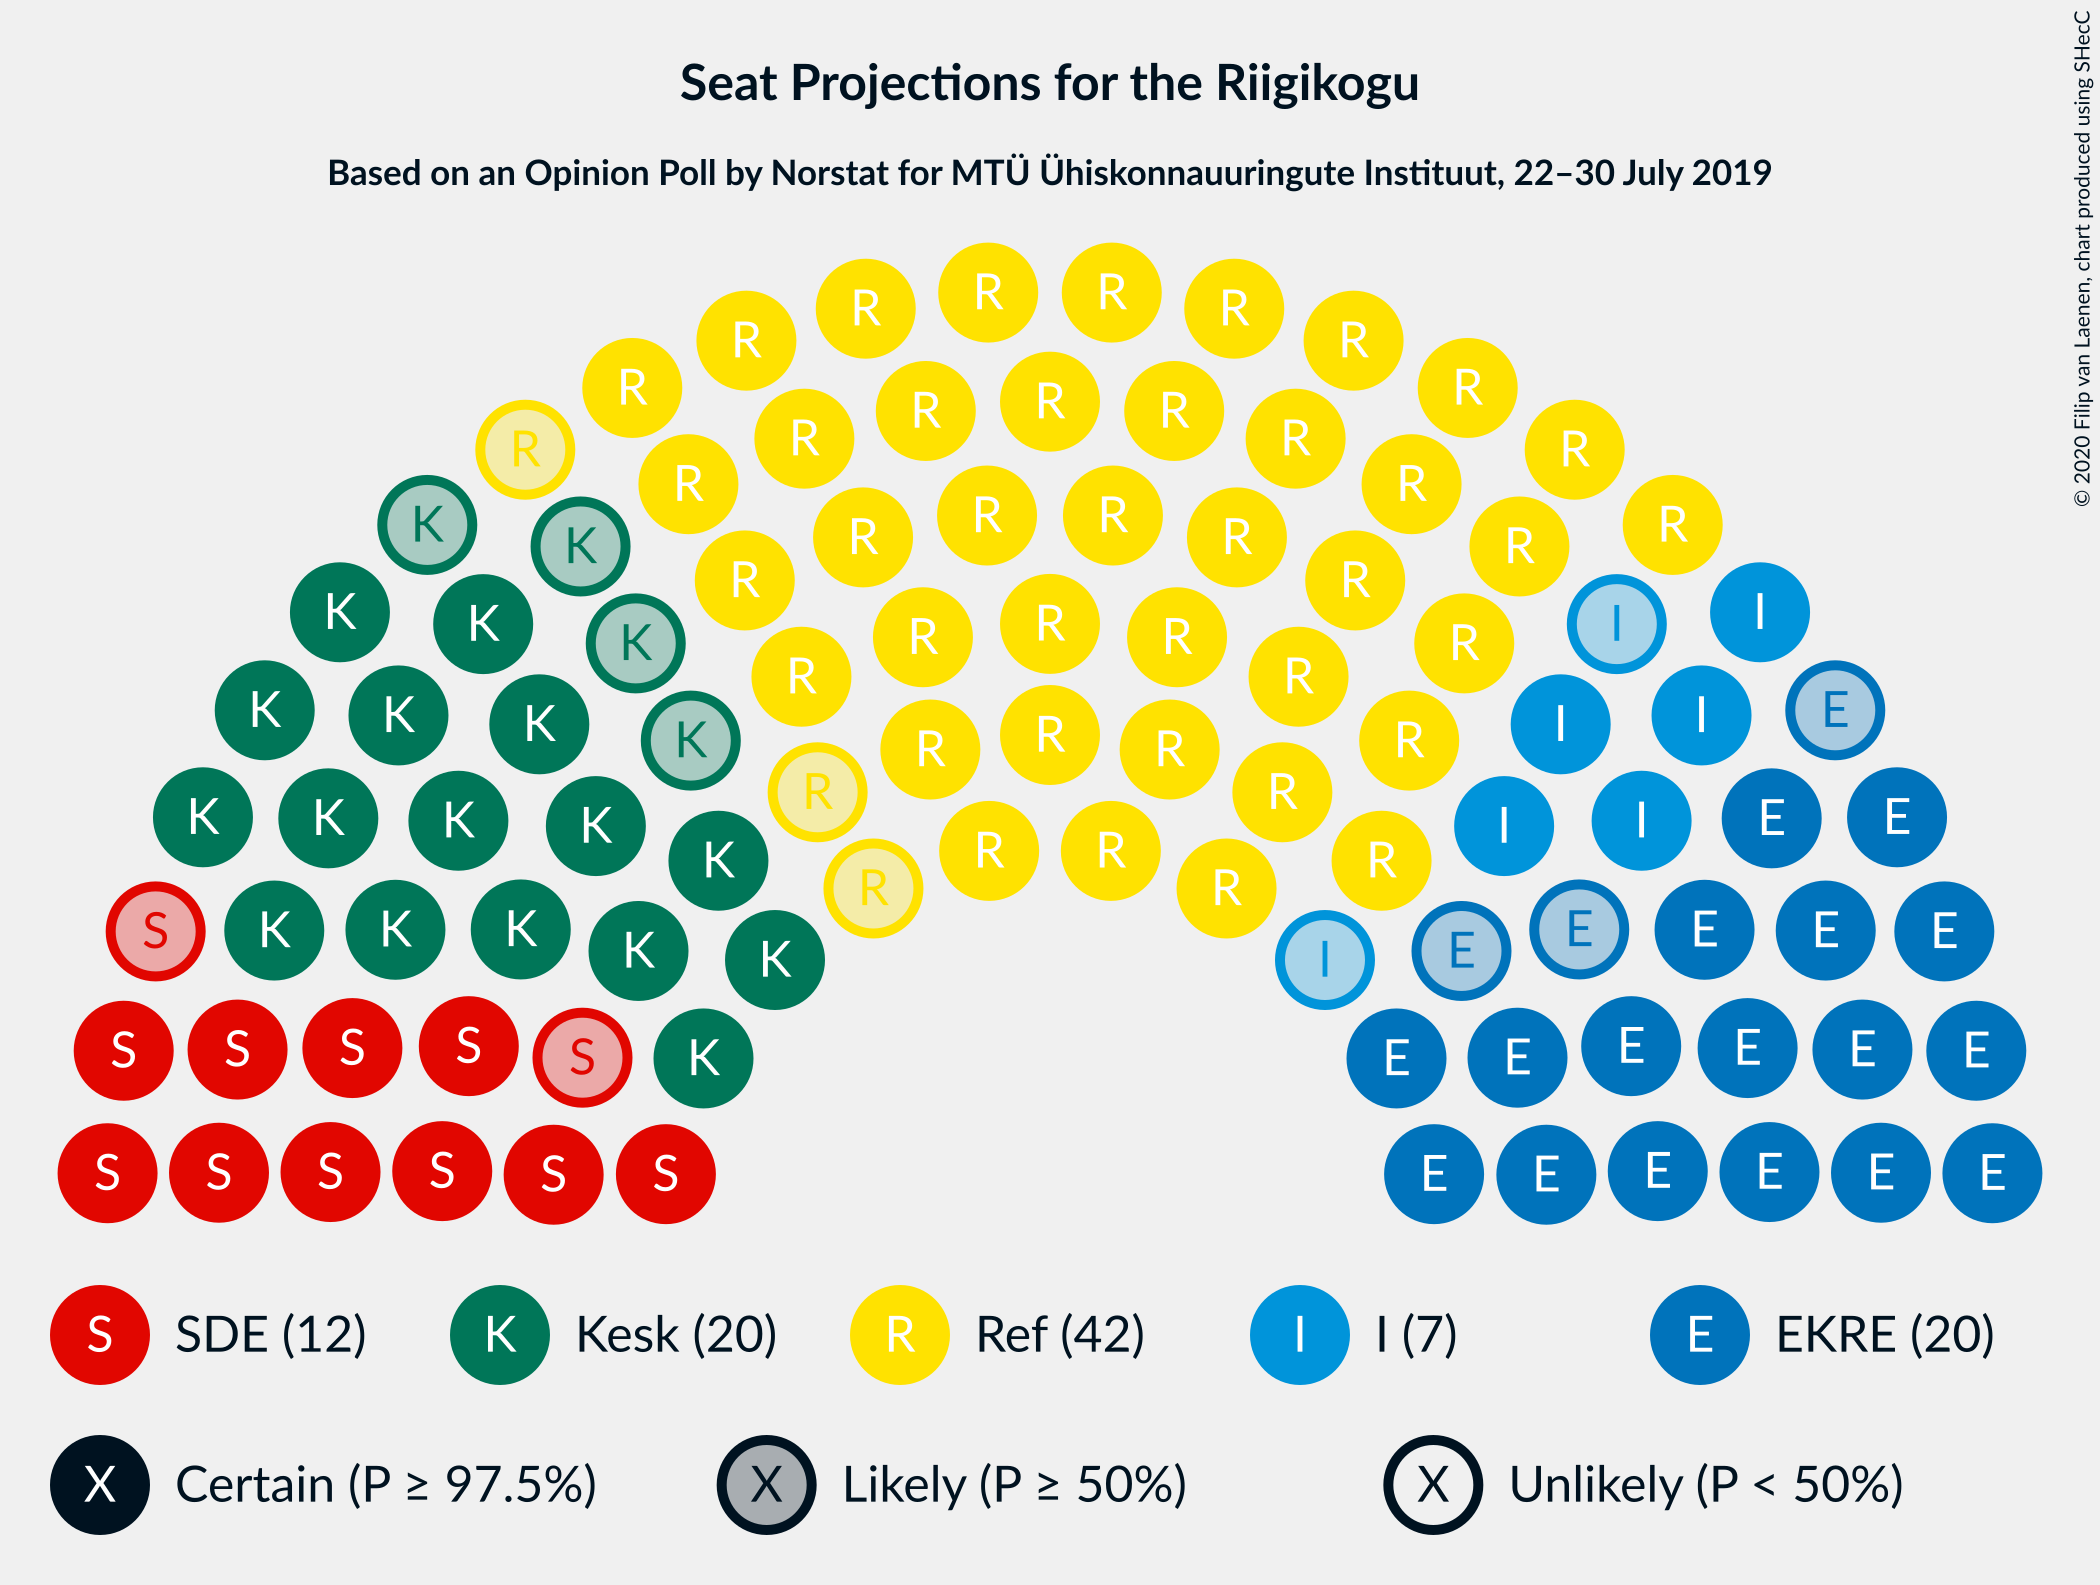 Seat Projections for the Riigikogu
Based on an Opinion Poll by Norstat for MTÜ Ühiskonnauuringute Instituut, 22–30 July 2019
© 2020 Filip van Laenen, chart produced using SHecC
R R R R
R R
R R R R R
R R
R R
R R
K R R R R R
K R
R R
R R
K R R R I I
K K R R R
R R
K K K K R R R R I I E
R R
K K K K K R R R R I I E E
S K K K K K R R I E E E E E
S S S S S K E E E E E E
S S S S S S E E E E E E
S SDE (12) K Kesk (20) R Ref (42) I I (7) E EKRE (20)
X Certain (P ≥ 97.5%) X Likely (P ≥ 50%) X Unlikely (P < 50%)